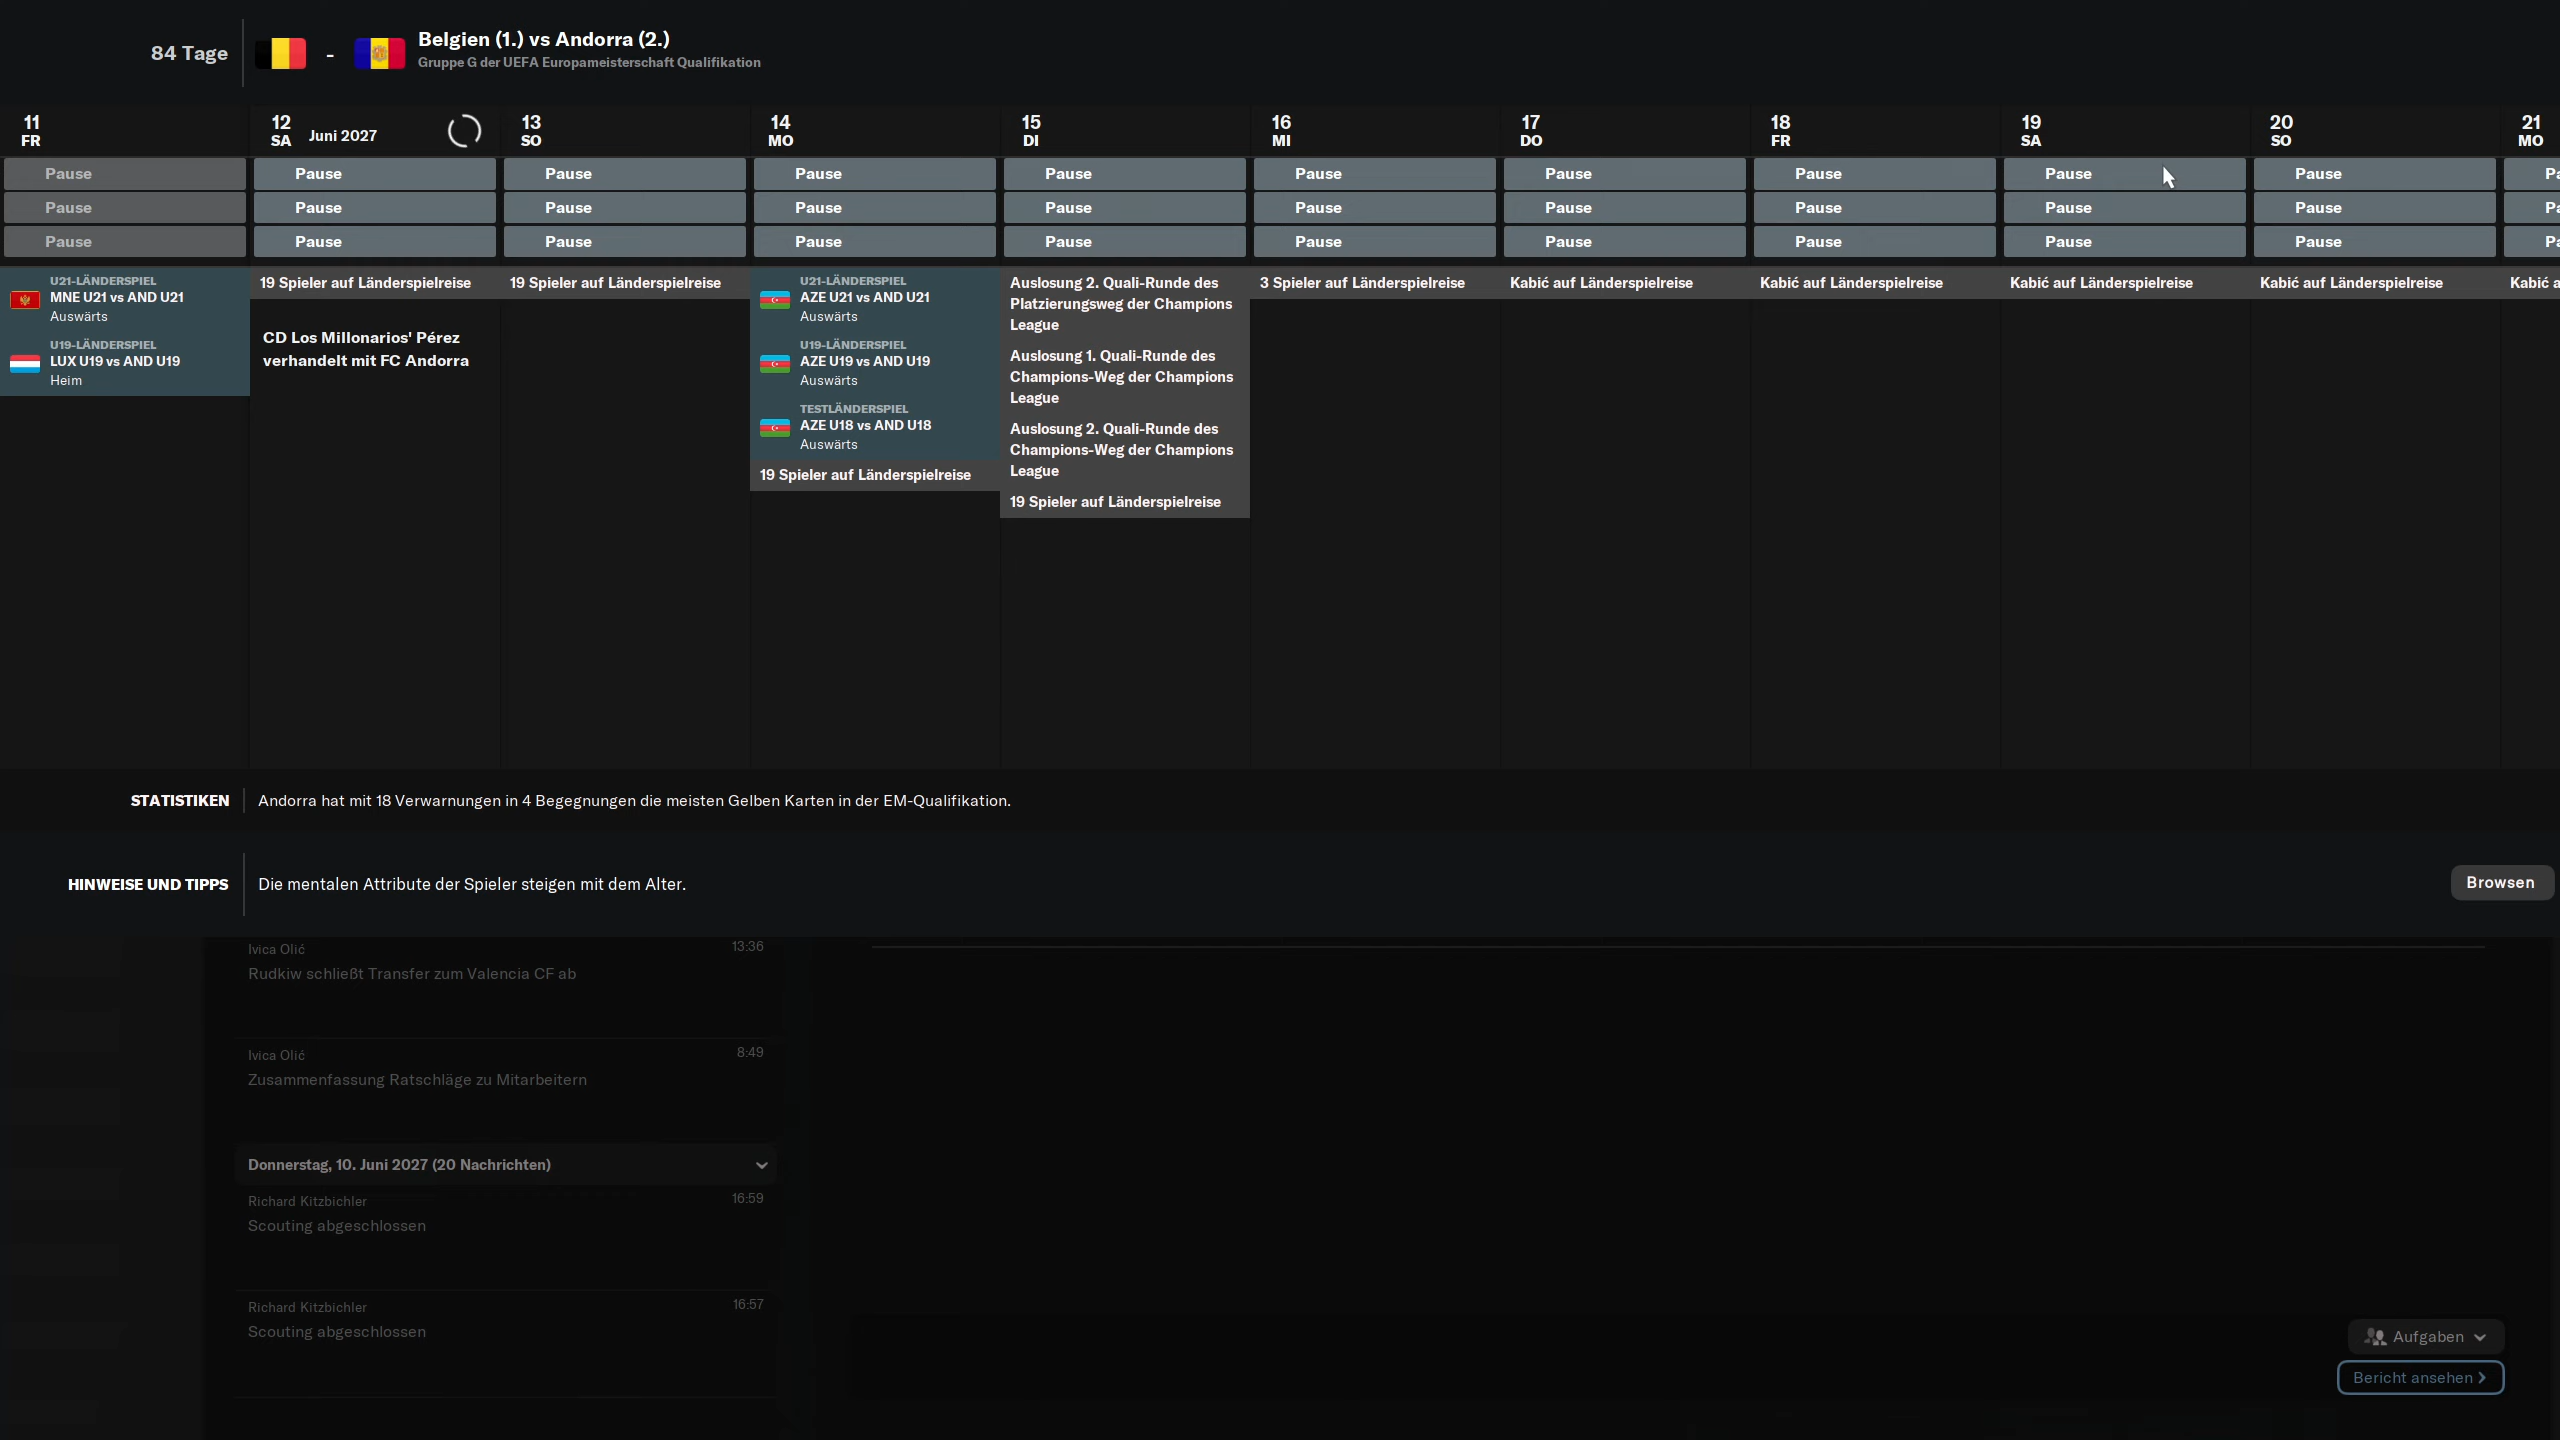 84 Tage
Belgien (1.) vs Andorra (2.)
Gruppe G der UEFA Europameisterschaft Qualifikation
11
FR
12
SA Juni 2027
13
SO
14
MO
15
DI
16
MI
17
DO
18
FR
19
SA
20
SO
21
MO
Pause Pause Pause Pause Pause Pause Pause Pause Pause Pause
Pause Pause Pause Pause Pause Pause Pause Pause Pause Pause
Pause Pause Pause Pause Pause Pause Pause Pause Pause Pause
U21-LÄNDERSPIEL
MNE U21 vs AND U21
Auswärts
U19-LÄNDERSPIEL
LUX U19 vs AND U19
Heim
19 Spieler auf Länderspielreise
CD Los Millonarios' Pérez
verhandelt mit FC Andorra
19 Spieler auf Länderspielreise
U21-LÄNDERSPIEL
AZE U21 vs AND U21
Auswärts
U19-LÄNDERSPIEL
AZE U19 vs AND U19
Auswärts
TESTLÄNDERSPIEL
AZE U18 vs AND U18
Auswärts
19 Spieler auf Länderspielreise
Auslosung 2. Quali-Runde des
Platzierungsweg der Champions
League
Auslosung 1. Quali-Runde des
Champions-Weg der Champions
League
Auslosung 2. Quali-Runde des
Champions-Weg der Champions
League
19 Spieler auf Länderspielreise
3 Spieler auf Länderspielreise
Kabić auf Länderspielreise
Kabić auf Länderspielreise
Kabić auf Länderspielreise
Kabić auf Länderspielreise
Kabić
STATISTIKEN Andorra hat mit 18 Verwarnungen in 4 Begegnungen die meisten Gelben Karten in der EM-Qualifikation.
HINWEISE UND TIPPS Die mentalen Attribute der Spieler steigen mit dem Alter.
Browsen
Ivica Olić 13:36
Rudkiw schließt Transfer zum Valencia CF ab
Ivica Olić 8:49
Zusammenfassung Ratschläge zu Mitarbeitern
Donnerstag, 10. Juni 2027 (20 Nachrichten)
Richard Kitzbichler 16:59
Scouting abgeschlossen
Richard Kitzbichler 16:57
Scouting abgeschlossen
Aufgaben
Bericht ansehen